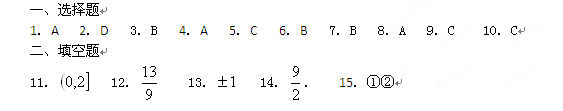 一、选择题
1. A 2. D 3. B 4. A 5. C 6. B 7. B 8. A 9. C 10. C
二、填空题
11. (0,2] 12. 13/9 13. ±1 14. 9/2. 15. ①②